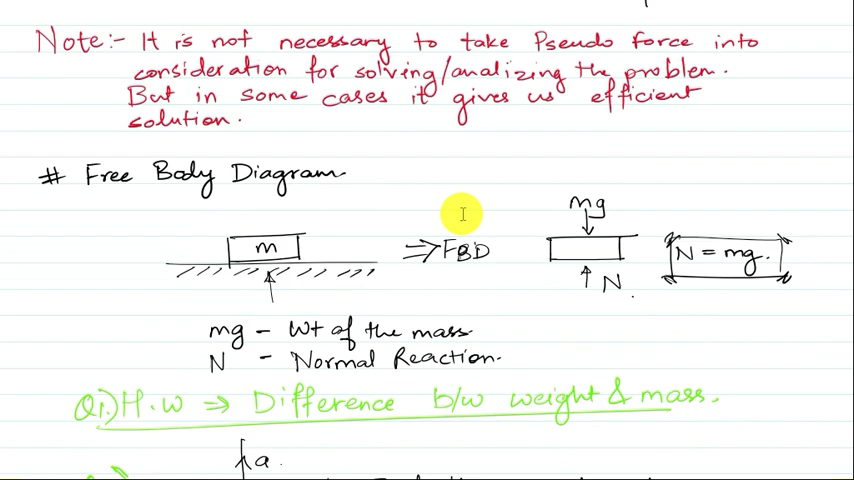 Note:- It is not necessary to take Pseudo force into
consideration for solving/analizing the problem.
But in some cases it gives us efficient
solution.
# Free Body Diagram
mg
m
⇒ FBD
N = mg.
N
mg - Wt of the mass.
N - Normal Reaction.
Q1.) H.w ⇒ Difference b/w weight & mass.
a.